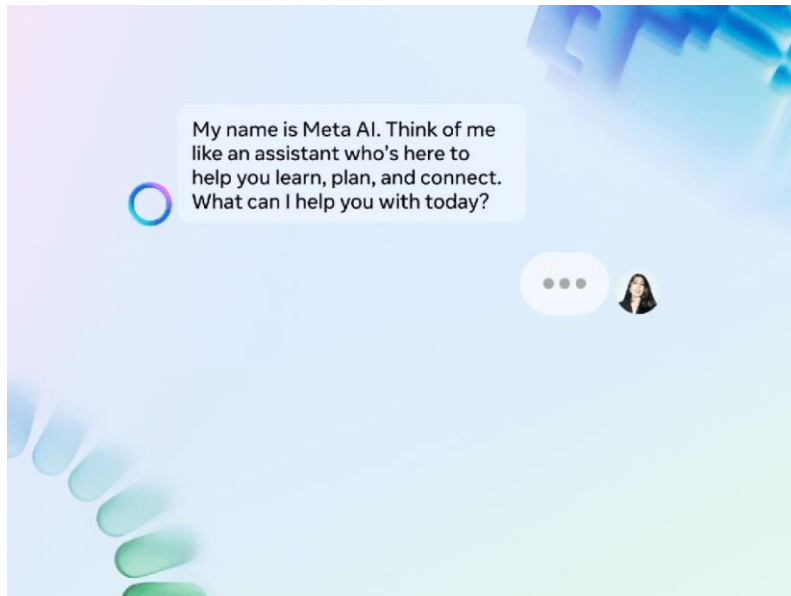 My name is Meta AI. Think of me
like an assistant who's here to
help you learn, plan, and connect.
What can I help you with today?